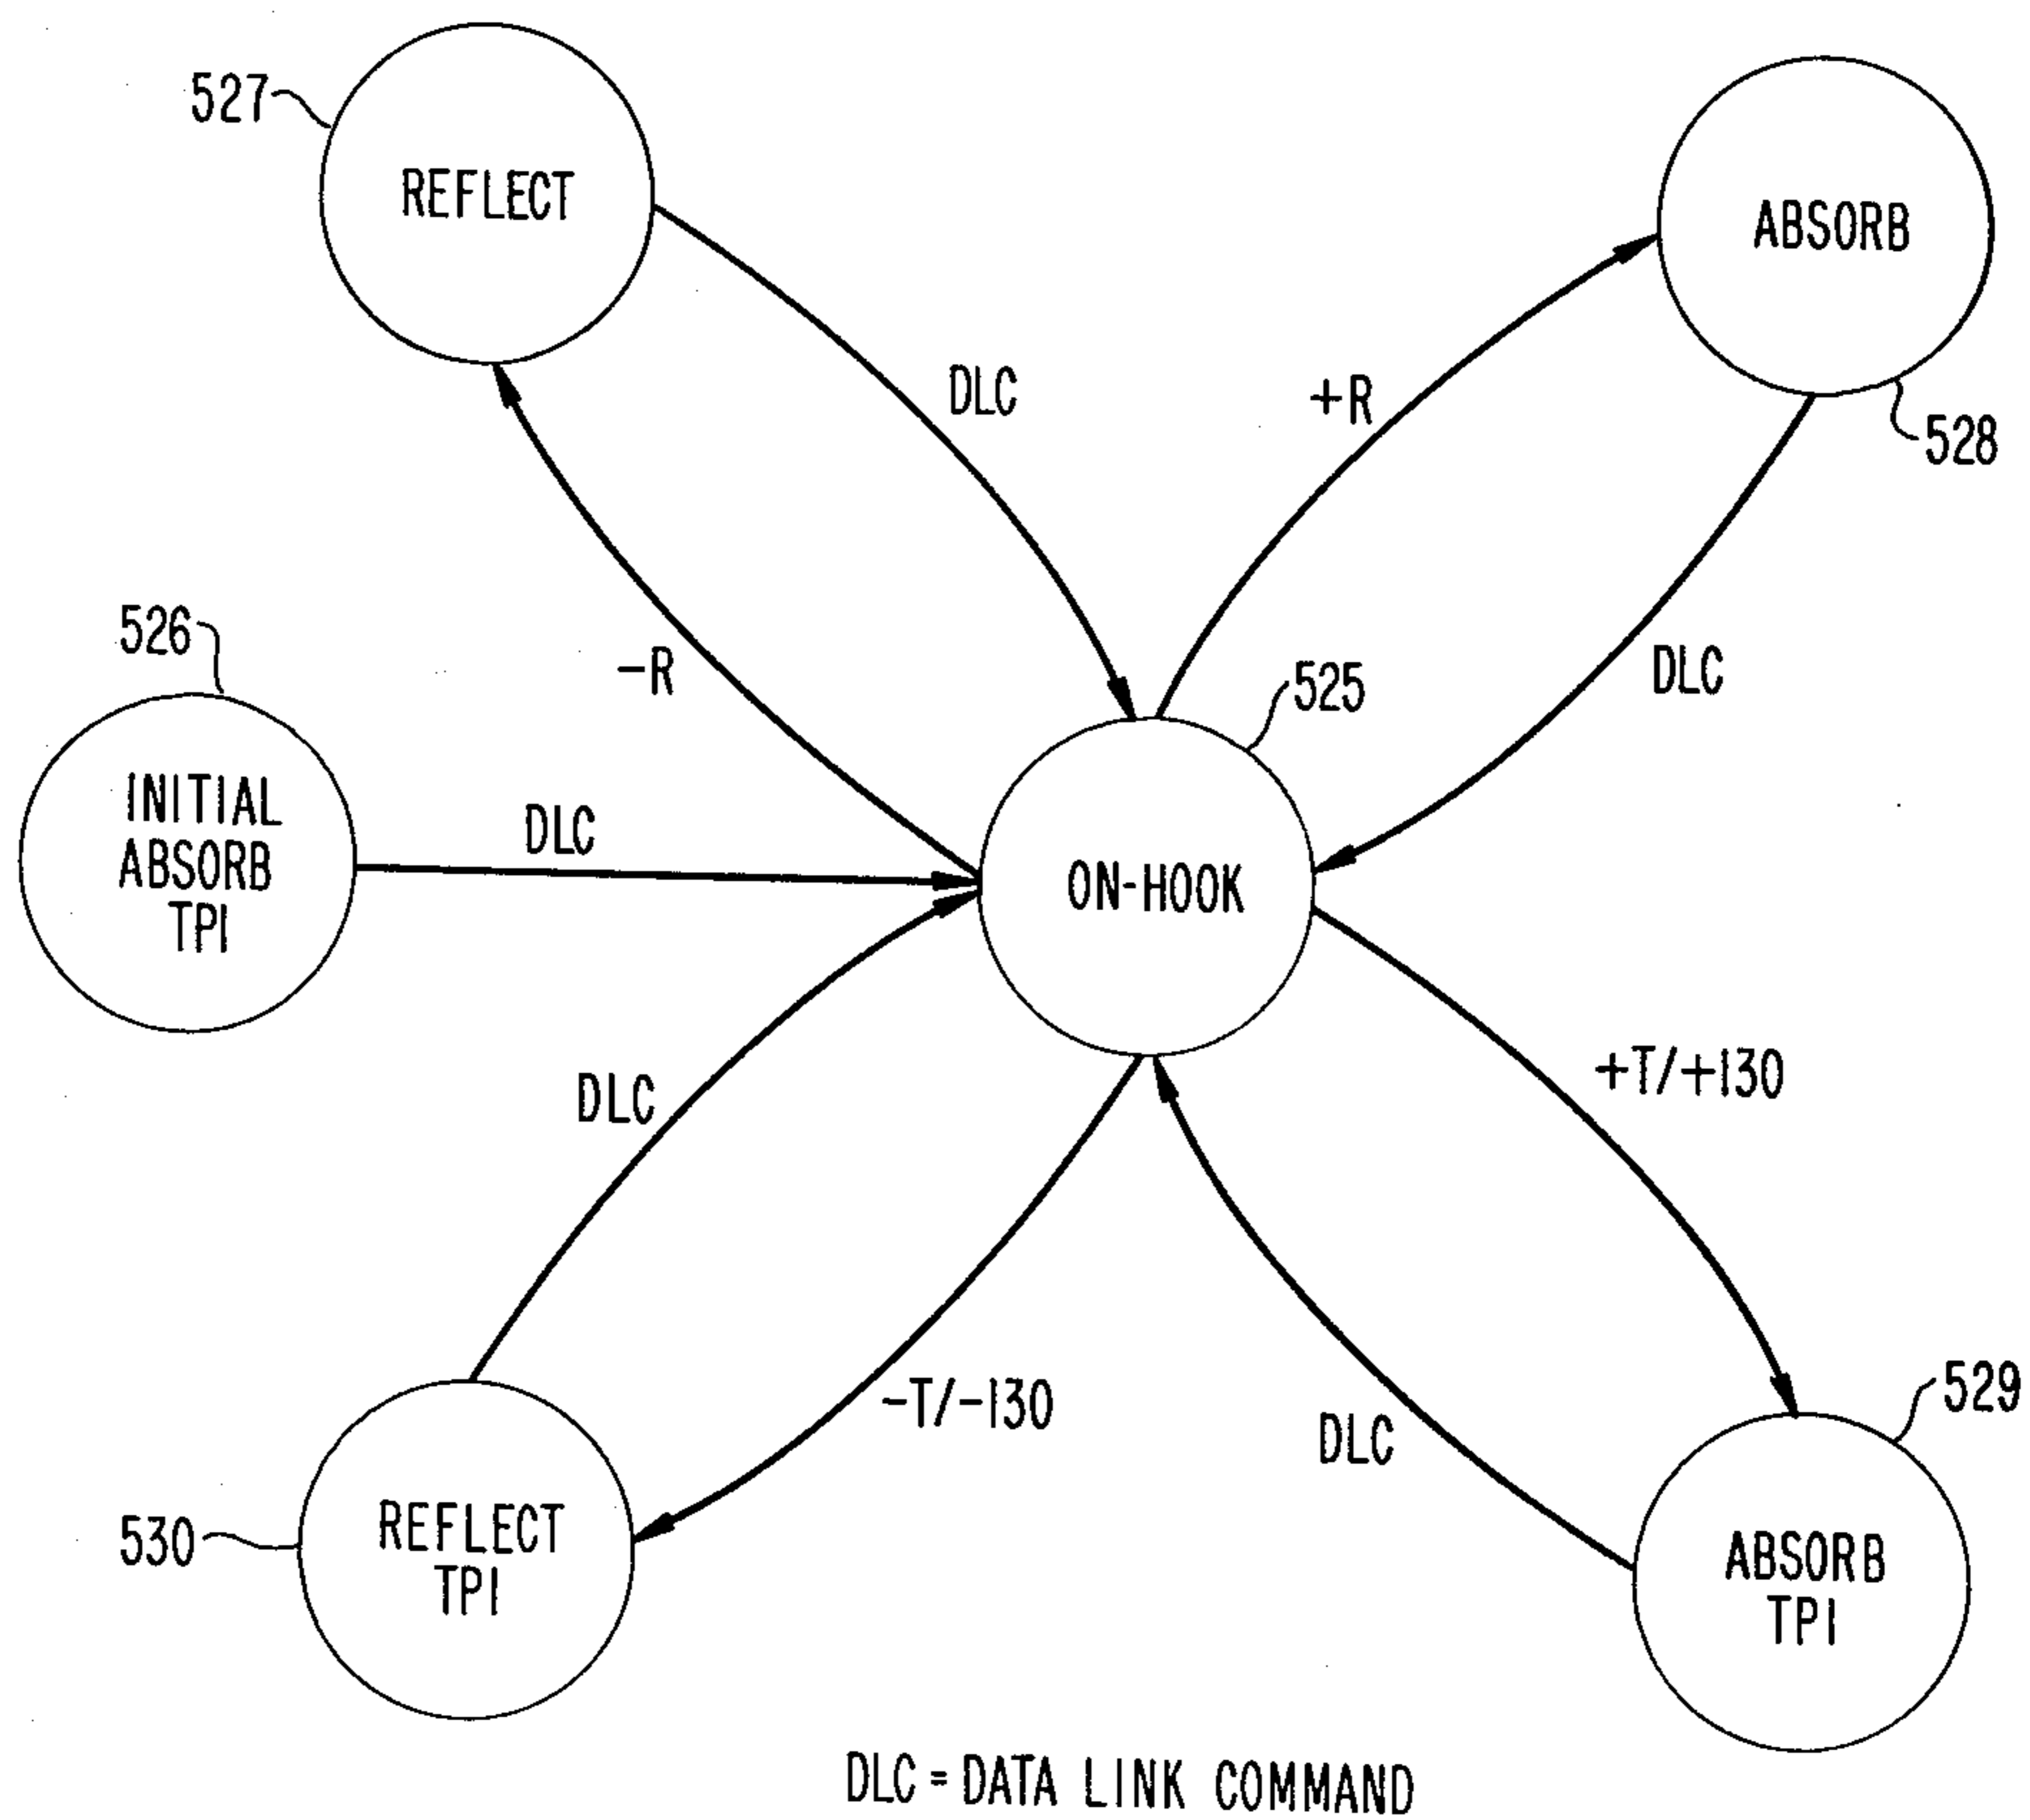 527
REFLECT
ABSORB
528
DLC
+R
526
-R
525
DLC
INITIAL
ABSORB
TPI
DLC
ON-HOOK
DLC
+T/+130
-T/-130
DLC
529
530
REFLECT
TPI
ABSORB
TPI
DLC = DATA LINK COMMAND